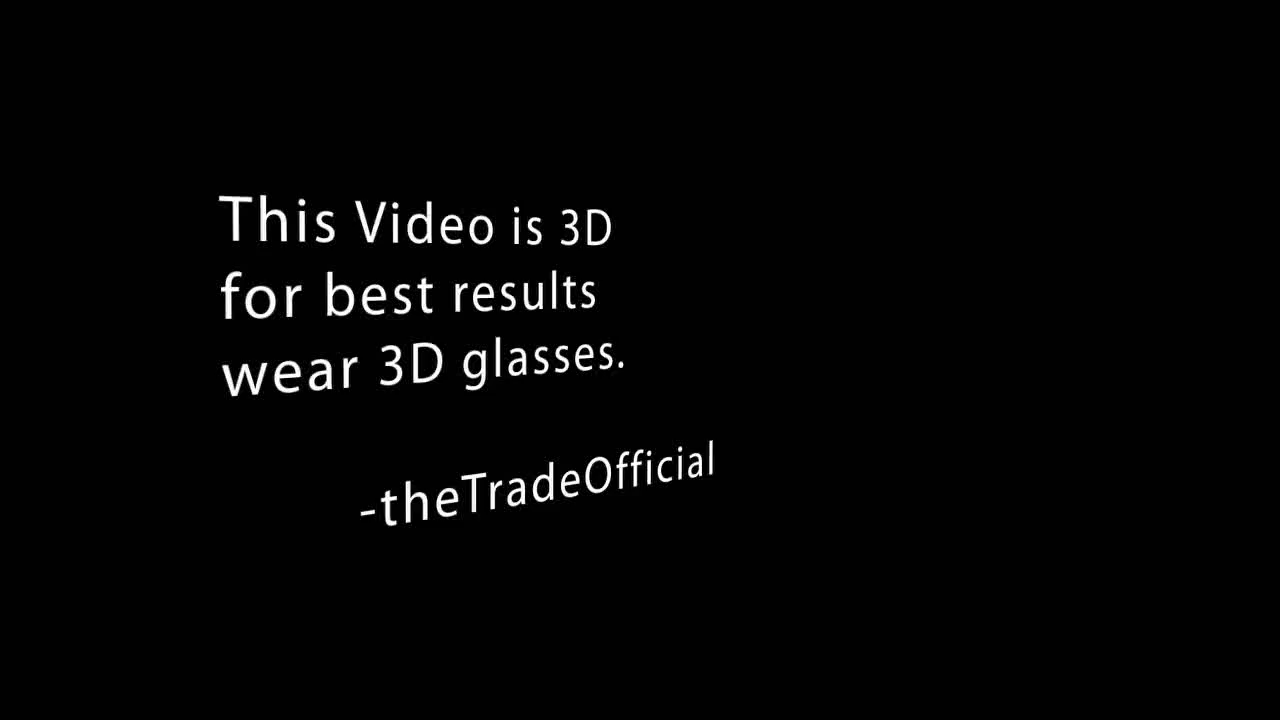 This Video is 3D
for best results
wear 3D glasses.
-theTradeOfficial